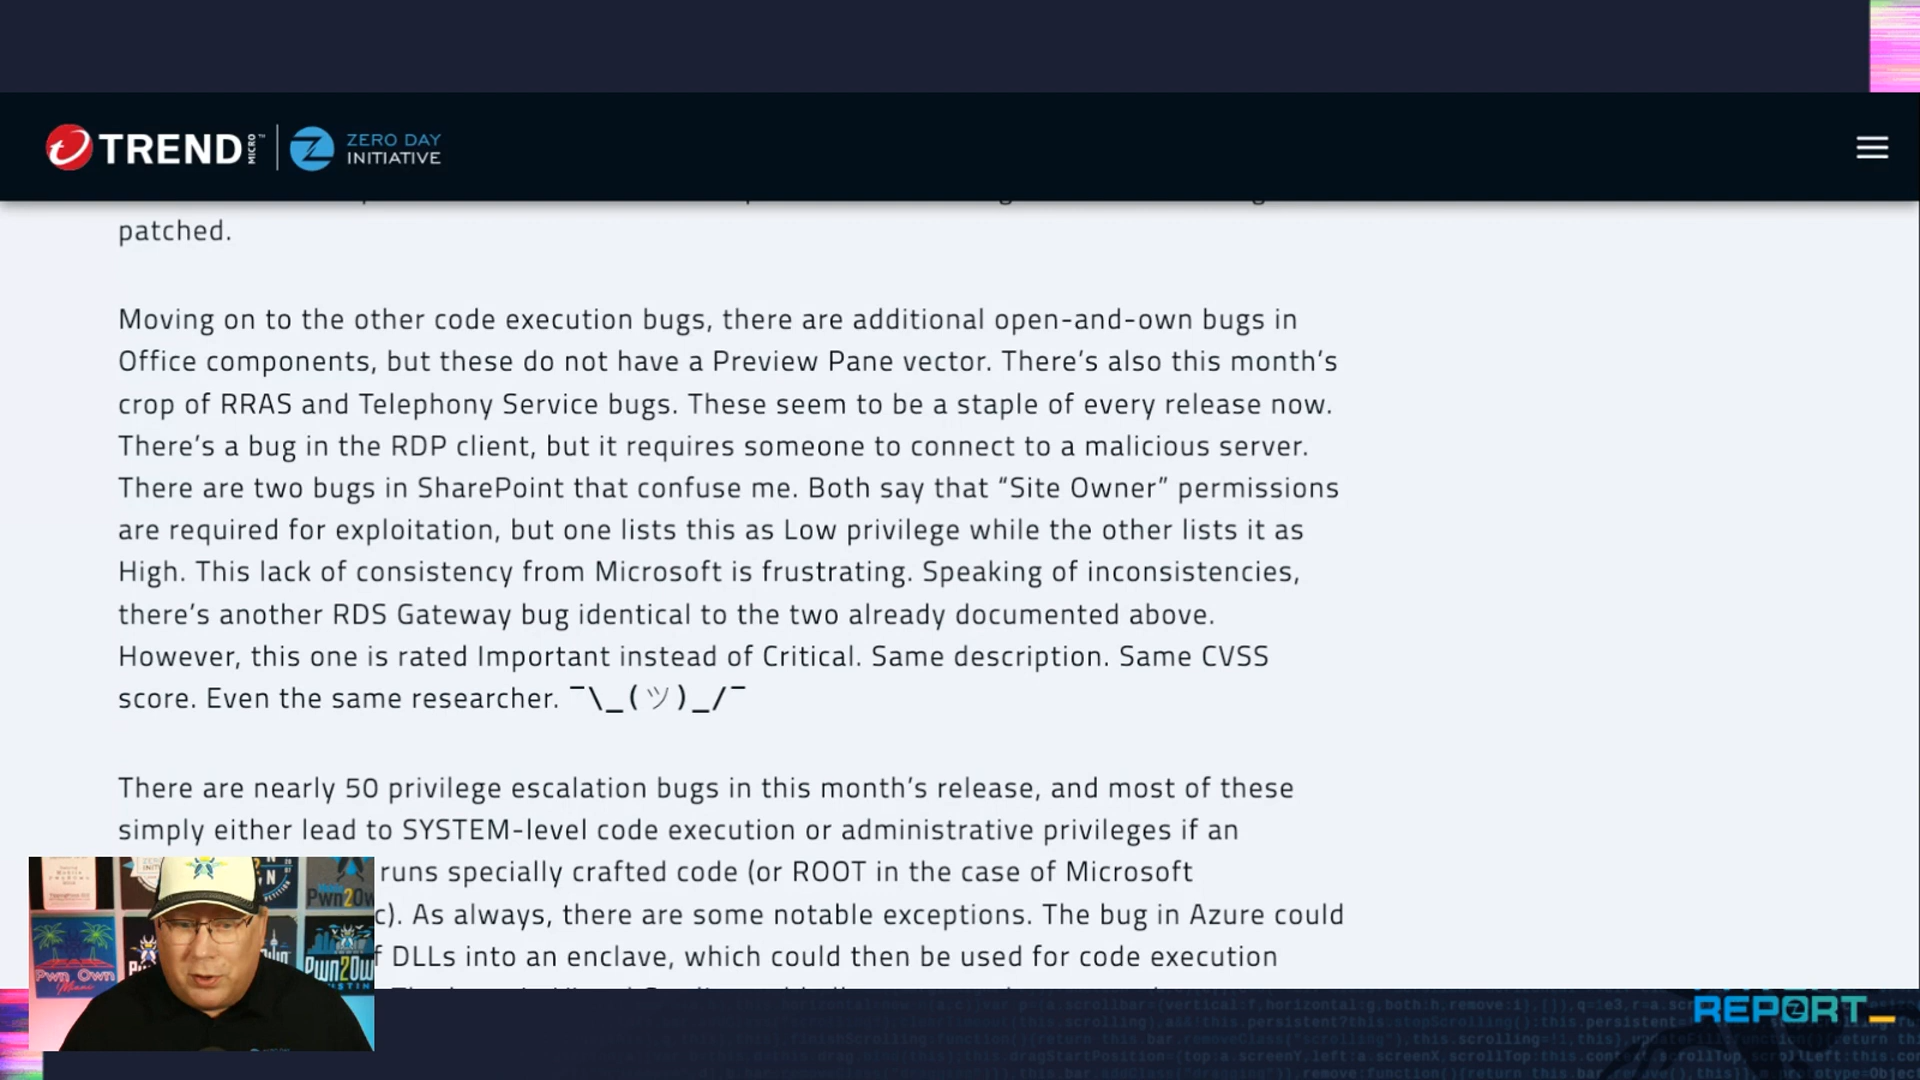 TREND MICRO™ | ZERO DAY INITIATIVE
patched.
Moving on to the other code execution bugs, there are additional open-and-own bugs in
Office components, but these do not have a Preview Pane vector. There’s also this month’s
crop of RRAS and Telephony Service bugs. These seem to be a staple of every release now.
There’s a bug in the RDP client, but it requires someone to connect to a malicious server.
There are two bugs in SharePoint that confuse me. Both say that “Site Owner” permissions
are required for exploitation, but one lists this as Low privilege while the other lists it as
High. This lack of consistency from Microsoft is frustrating. Speaking of inconsistencies,
there’s another RDS Gateway bug identical to the two already documented above.
However, this one is rated Important instead of Critical. Same description. Same CVSS
score. Even the same researcher. ¯\_(ツ)_/¯
There are nearly 50 privilege escalation bugs in this month’s release, and most of these
simply either lead to SYSTEM-level code execution or administrative privileges if an
runs specially crafted code (or ROOT in the case of Microsoft
c). As always, there are some notable exceptions. The bug in Azure could
f DLLs into an enclave, which could then be used for code execution
Pwn2Own
Pwn Own
Miami
Pwn2Own
REPORT_